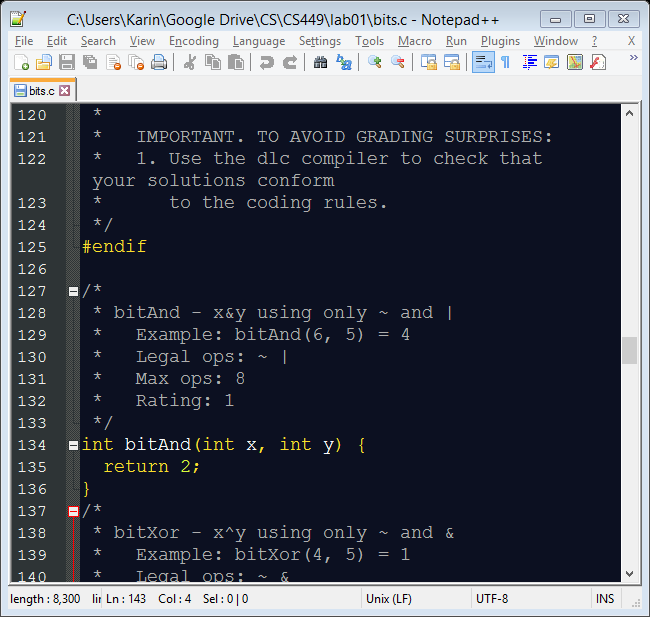 C:\Users\Karin\Google Drive\CS\CS449\lab01\bits.c - Notepad++
File Edit Search View Encoding Language Settings Tools Macro Run Plugins Window ? X
bits.c
120 *
121 *   IMPORTANT. TO AVOID GRADING SURPRISES:
122 *   1. Use the dlc compiler to check that
your solutions conform
123 *      to the coding rules.
124 */
125 #endif
126
127 /*
128 * bitAnd - x&y using only ~ and |
129 *   Example: bitAnd(6, 5) = 4
130 *   Legal ops: ~ |
131 *   Max ops: 8
132 *   Rating: 1
133 */
134 int bitAnd(int x, int y) {
135   return 2;
136 }
137 /*
138 * bitXor - x^y using only ~ and &
139 *   Example: bitXor(4, 5) = 1
140 *   Legal ops: ~ &
length : 8,300 Ln : 143 Col : 4 Sel : 0 | 0 Unix (LF) UTF-8 INS